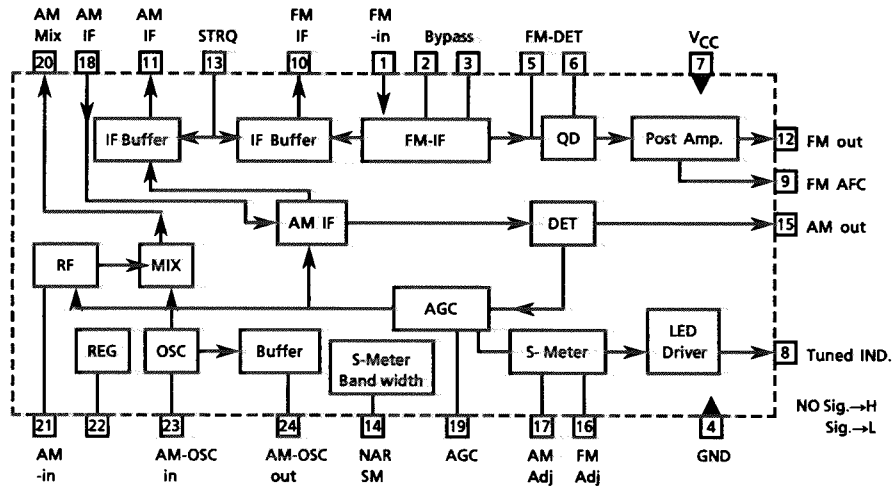 AM Mix
AM IF
AM IF
STRQ
FM IF
FM -in
Bypass
FM-DET
VCC
20
18
11
13
10
1
2
3
5
6
7
IF Buffer
IF Buffer
FM-IF
QD
Post Amp.
12 FM out
9 FM AFC
AM IF
DET
15 AM out
RF
MIX
AGC
REG
OSC
Buffer
S-Meter
Band width
S- Meter
LED
Driver
8 Tuned IND.
NO Sig.→H
Sig.→L
21
22
23
24
14
19
17
16
4
AM -in
AM-OSC in
AM-OSC out
NAR SM
AGC
AM Adj
FM Adj
GND